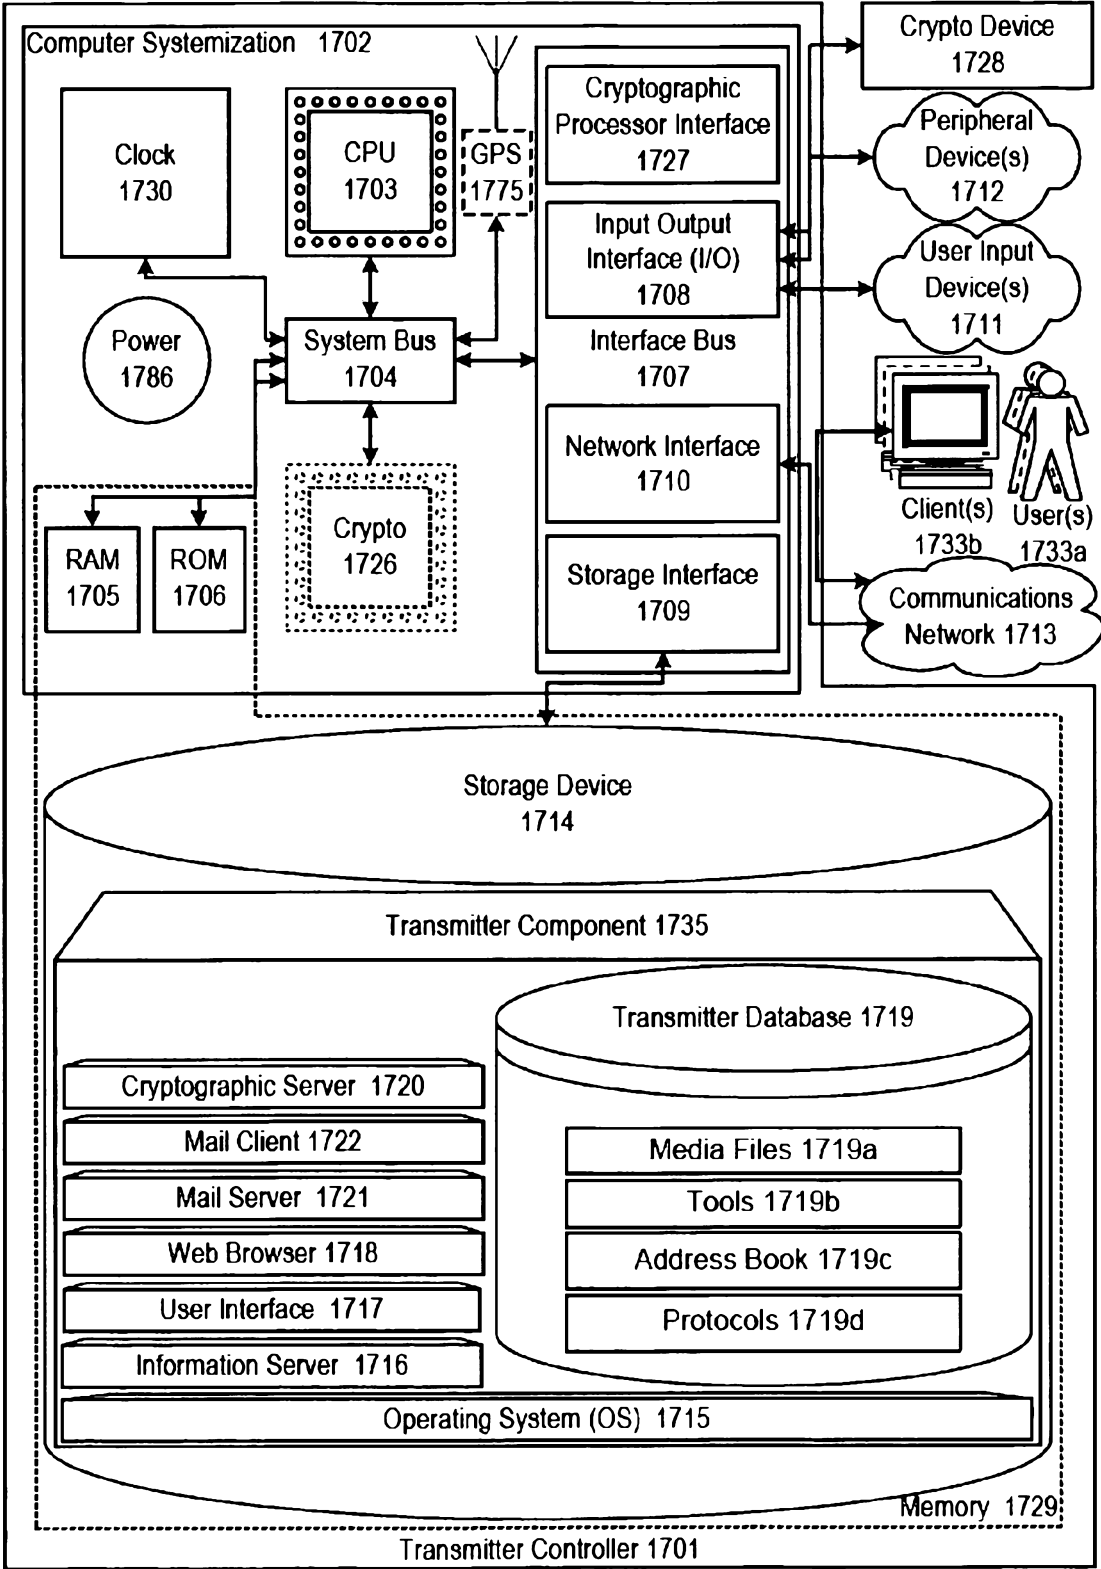 Computer Systemization 1702
Clock
1730
CPU
1703
GPS
1775
Cryptographic
Processor Interface
1727
Input Output
Interface (I/O)
1708
Interface Bus
1707
Network Interface
1710
Storage Interface
1709
Power
1786
System Bus
1704
Crypto
1726
RAM
1705
ROM
1706
Crypto Device
1728
Peripheral
Device(s)
1712
User Input
Device(s)
1711
Client(s)
1733b
User(s)
1733a
Communications
Network 1713
Storage Device
1714
Transmitter Component 1735
Transmitter Database 1719
Cryptographic Server 1720
Mail Client 1722
Mail Server 1721
Web Browser 1718
User Interface 1717
Information Server 1716
Media Files 1719a
Tools 1719b
Address Book 1719c
Protocols 1719d
Operating System (OS) 1715
Memory 1729
Transmitter Controller 1701